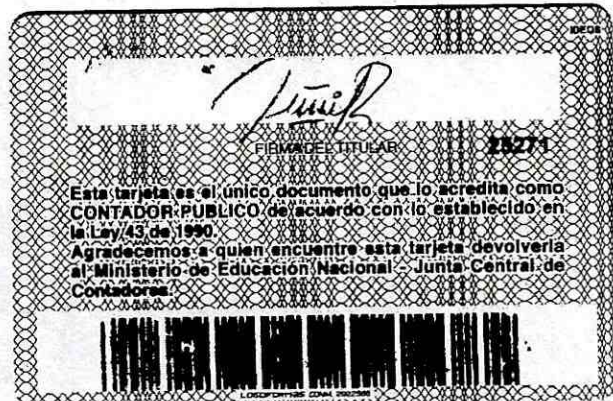 FIRMA DEL TITULAR 25271
Esta tarjeta es el único documento que lo acredita como
CONTADOR PUBLICO de acuerdo con lo establecido en
la Ley 43 de 1990.
Agradecemos a quien encuentre esta tarjeta devolverla
al Ministerio de Educación Nacional - Junta Central de
Contadores.